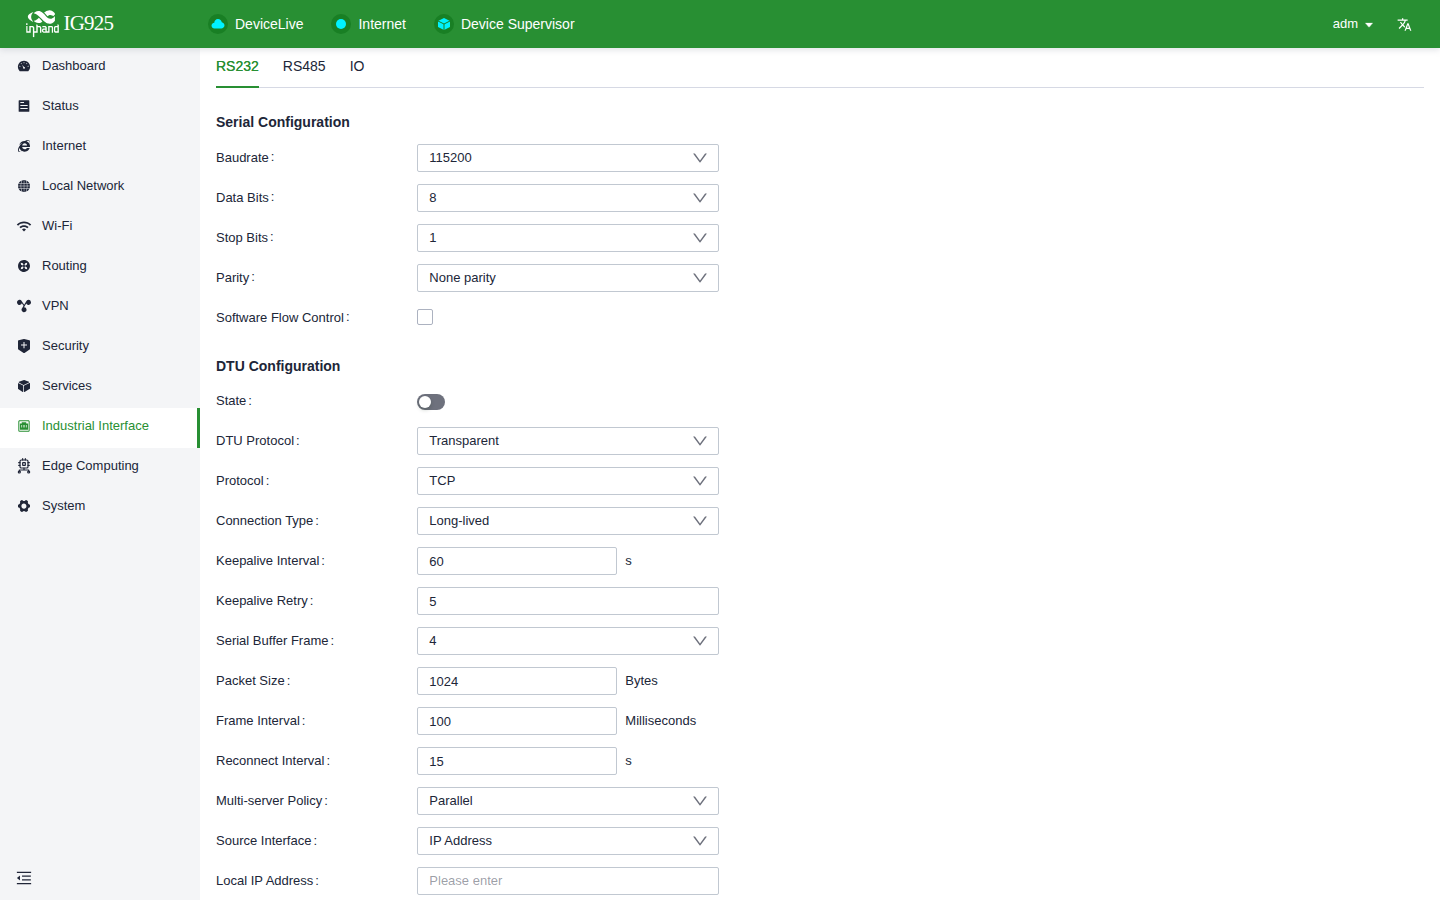 inhand IG925
DeviceLive
Internet
Device Supervisor
adm
Dashboard
Status
Internet
Local Network
Wi-Fi
Routing
VPN
Security
Services
Industrial Interface
Edge Computing
System
RS232 RS485 IO
Serial Configuration
Baudrate: 115200
Data Bits: 8
Stop Bits: 1
Parity: None parity
Software Flow Control:
DTU Configuration
State:
DTU Protocol: Transparent
Protocol: TCP
Connection Type: Long-lived
Keepalive Interval: 60 s
Keepalive Retry: 5
Serial Buffer Frame: 4
Packet Size: 1024 Bytes
Frame Interval: 100 Milliseconds
Reconnect Interval: 15 s
Multi-server Policy: Parallel
Source Interface: IP Address
Local IP Address: Please enter